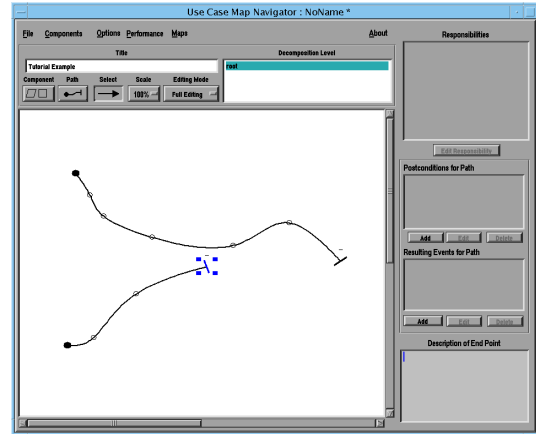 Use Case Map Navigator : NoName *
File Components Options Performance Maps About
Title
Tutorial Example
Decomposition Level
root
Component Path Select Scale Editing Mode
100% Full Editing
Responsibilities
Edit Responsibility
Postconditions for Path
Add Edit Delete
Resulting Events for Path
Add Edit Delete
Description of End Point